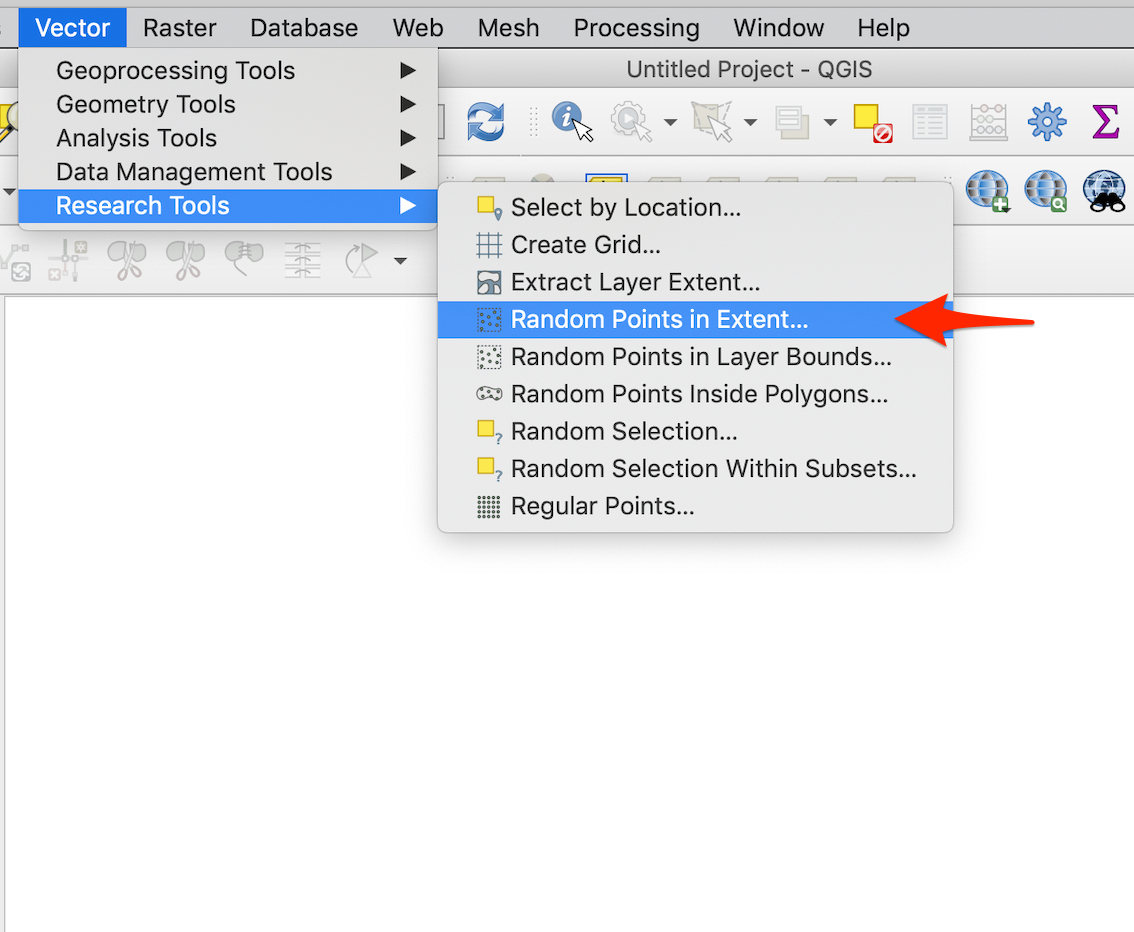 Vector Raster Database Web Mesh Processing Window Help
Untitled Project - QGIS
Geoprocessing Tools
Geometry Tools
Analysis Tools
Data Management Tools
Research Tools
Select by Location...
Create Grid...
Extract Layer Extent...
Random Points in Extent...
Random Points in Layer Bounds...
Random Points Inside Polygons...
Random Selection...
Random Selection Within Subsets...
Regular Points...